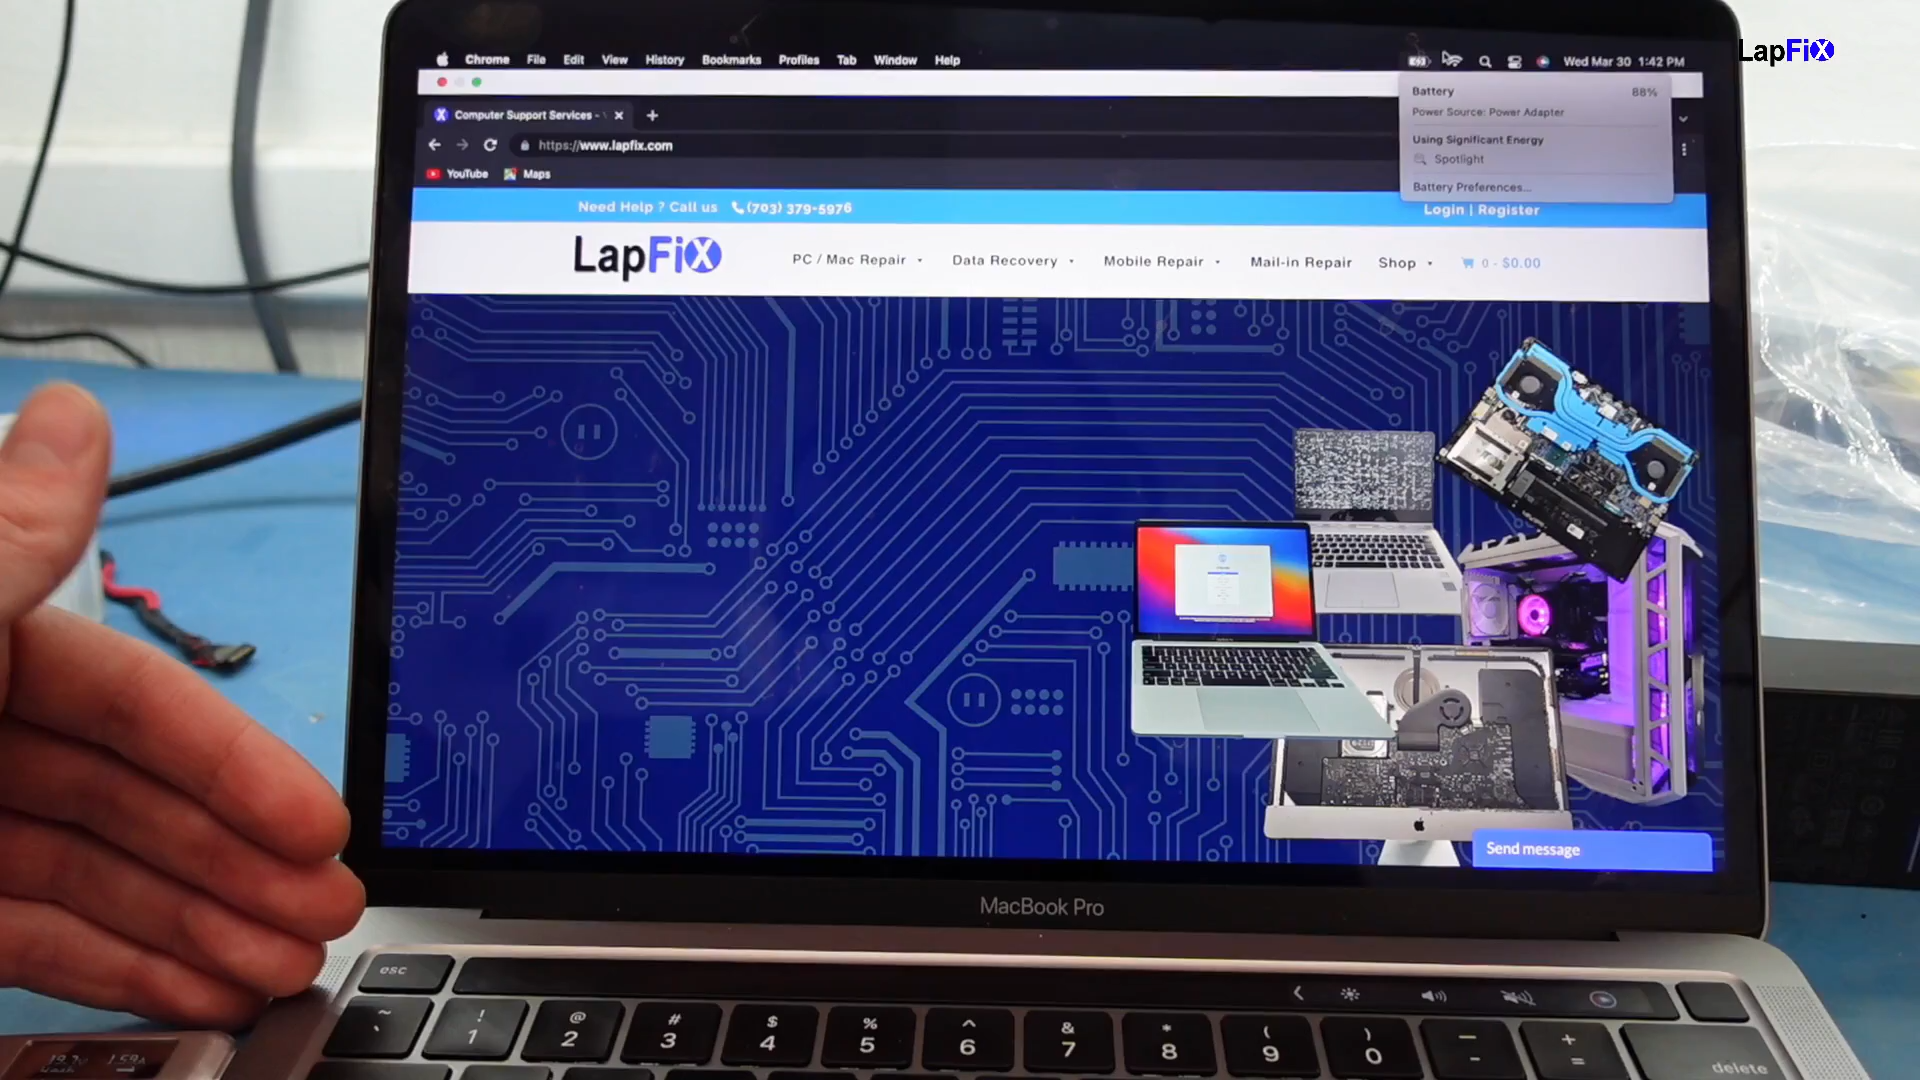 Chrome File Edit View History Bookmarks Profiles Tab Window Help
Wed Mar 30 1:42 PM
LapFiX
Battery 88%
Power Source: Power Adapter
Using Significant Energy
Spotlight
Battery Preferences...
Computer Support Services -
https://www.lapfix.com
YouTube Maps
Need Help ? Call us (703) 379-5976
Login | Register
LapFiX
PC / Mac Repair Data Recovery Mobile Repair Mail-in Repair Shop 0 - $0.00
Send message
MacBook Pro
esc
~ ! @ # $ % ^ & * ( ) — +
` 1 2 3 4 5 6 7 8 9 0 - =
delete